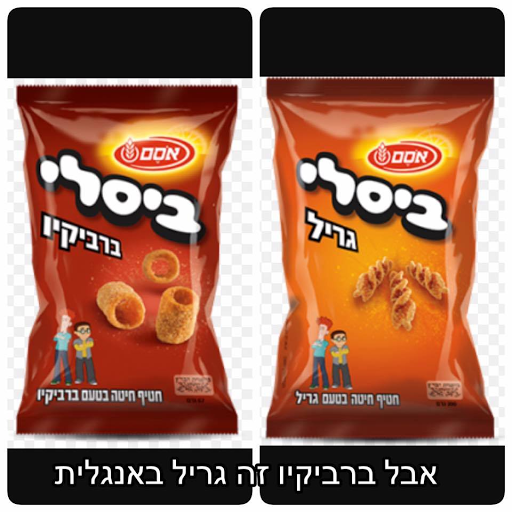 אסם
ביסלי
ברביקיו
חטיף חיטה בטעם ברביקיו
אסם
ביסלי
גריל
חטיף חיטה בטעם גריל
אבל ברביקיו זה גריל באנגלית